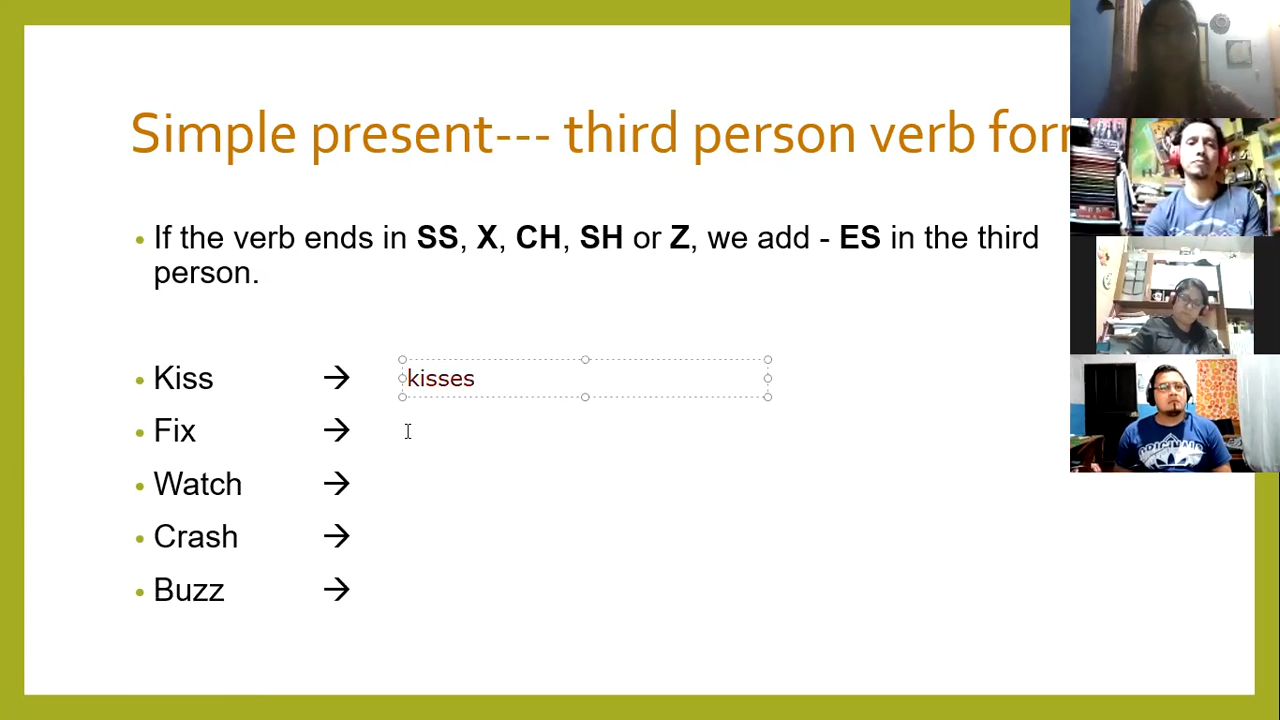 Simple present--- third person verb for
If the verb ends in SS, X, CH, SH or Z, we add - ES in the third
person.
Kiss → kisses
Fix →
Watch →
Crash →
Buzz →